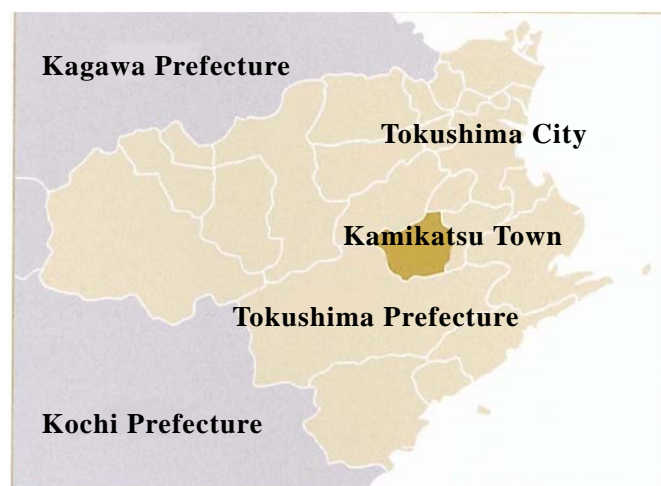 Kagawa Prefecture
Tokushima City
Kamikatsu Town
Tokushima Prefecture
Kochi Prefecture